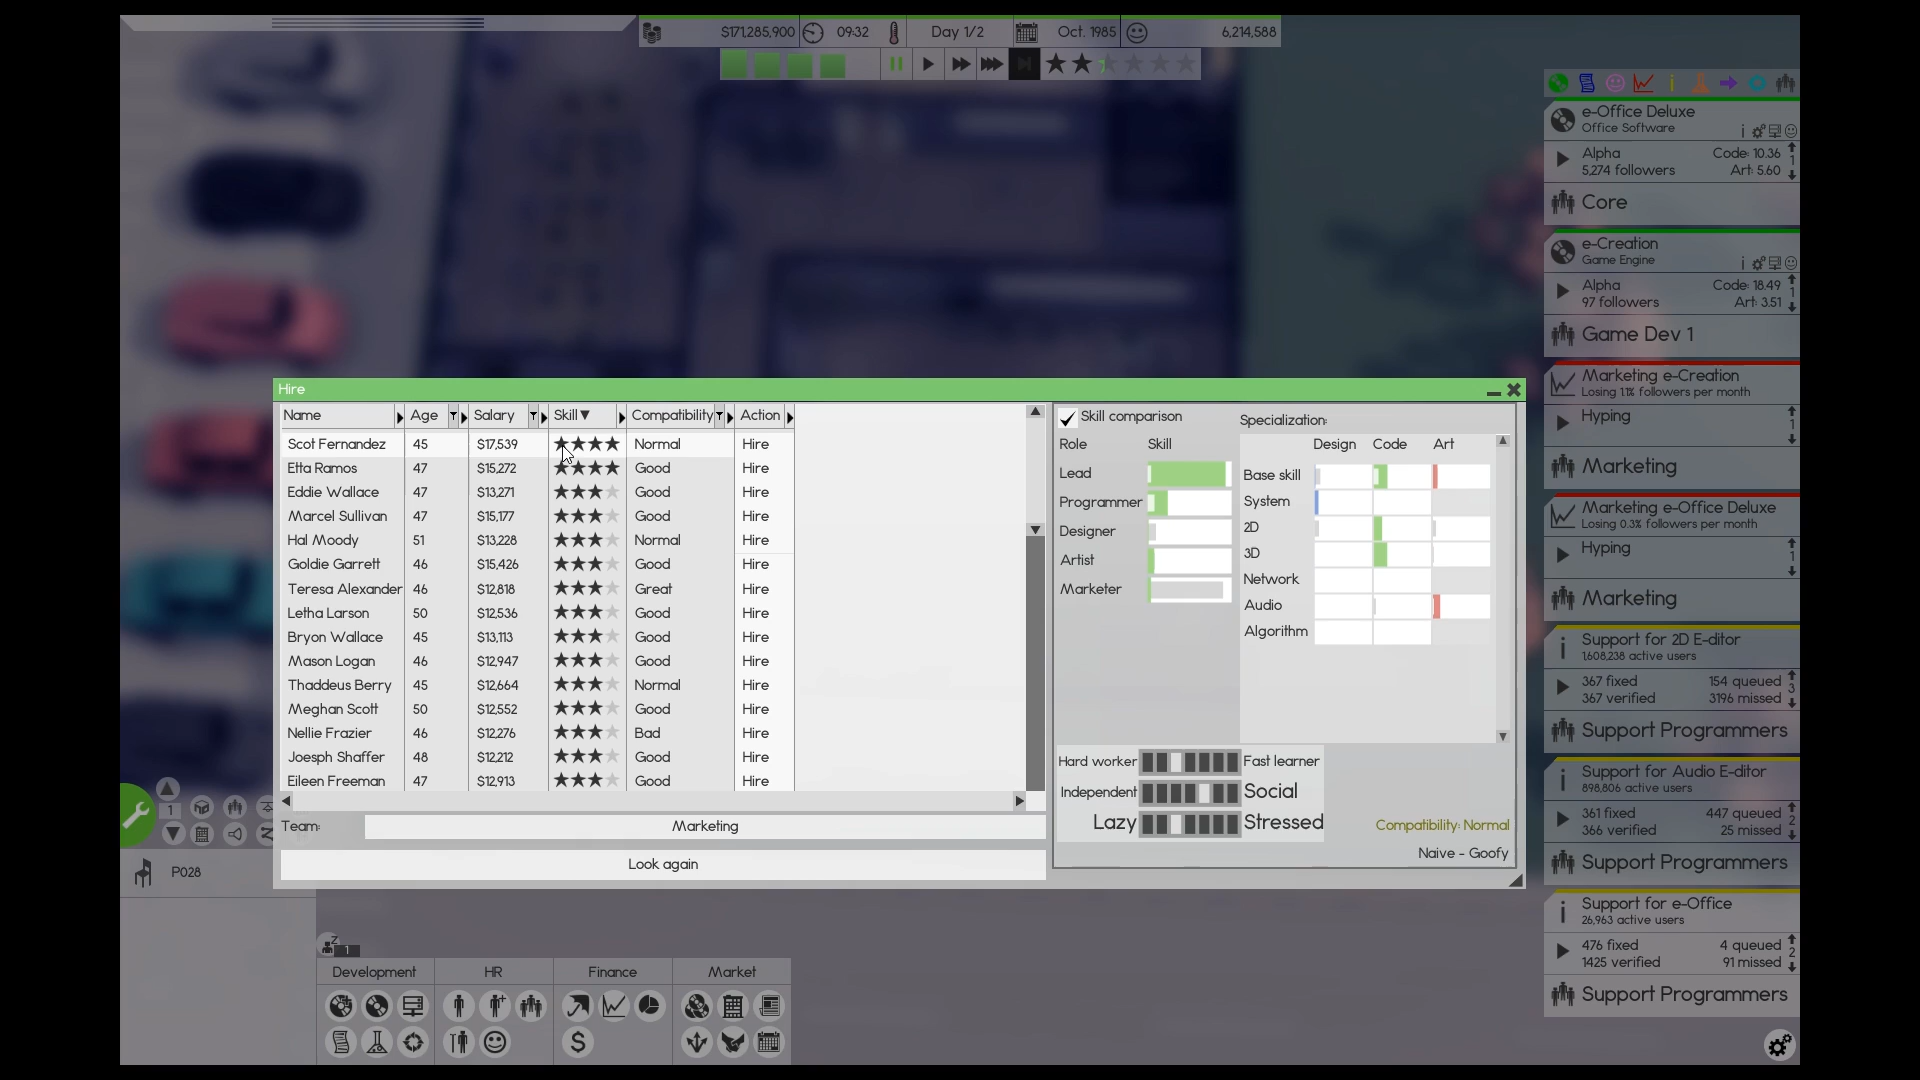 $171,285,900 09:32 Day 1/2 Oct. 1985 6,214,588
Hire
Name Age Salary Skill▼ Compatibility Action
Scot Fernandez 45 $17,539 Normal Hire
Etta Ramos 47 $15,272 Good Hire
Eddie Wallace 47 $13,271 Good Hire
Marcel Sullivan 47 $15,177 Good Hire
Hal Moody 51 $13,228 Normal Hire
Goldie Garrett 46 $15,426 Good Hire
Teresa Alexander 46 $12,818 Great Hire
Letha Larson 50 $12,536 Good Hire
Bryon Wallace 45 $13,113 Good Hire
Mason Logan 46 $12,947 Good Hire
Thaddeus Berry 45 $12,664 Normal Hire
Meghan Scott 50 $12,552 Good Hire
Nellie Frazier 46 $12,276 Bad Hire
Joesph Shaffer 48 $12,212 Good Hire
Eileen Freeman 47 $12,913 Good Hire
Team: Marketing
Look again
Skill comparison
Role Skill
Lead
Programmer
Designer
Artist
Marketer
Specialization:
Design Code Art
Base skill
System
2D
3D
Network
Audio
Algorithm
Hard worker Fast learner
Independent Social
Lazy Stressed
Compatibility: Normal
Naive - Goofy
e-Office Deluxe
Office Software
Alpha Code: 10.36
5,274 followers Art: 5.60
1
Core
e-Creation
Game Engine
Alpha Code: 18.49
97 followers Art: 3.51
1
Game Dev 1
Marketing e-Creation
Losing 1.1% followers per month
Hyping 1
Marketing
Marketing e-Office Deluxe
Losing 0.3% followers per month
Hyping 1
Marketing
Support for 2D E-ditor
1,608,238 active users
367 fixed 154 queued
367 verified 3196 missed
3
Support Programmers
Support for Audio E-ditor
898,806 active users
361 fixed 447 queued
366 verified 25 missed
2
Support Programmers
Support for e-Office
26,963 active users
476 fixed 4 queued
1425 verified 91 missed
2
Support Programmers
1
P028
z
1
Development HR Finance Market